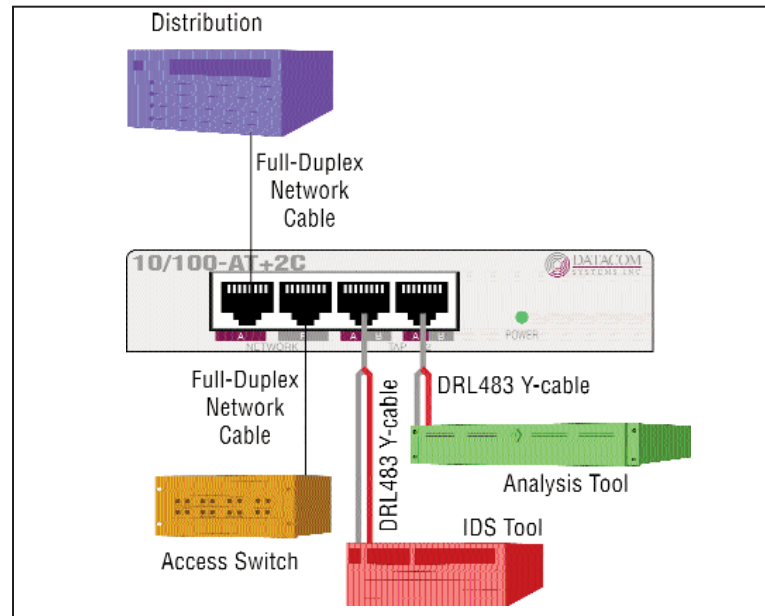 Distribution
Full-Duplex
Network
Cable
10/100-AT+2C
DATACOM
SYSTEMS INC
A
B
A B
A B
NETWORK
TAP
POWER
Full-Duplex
Network
Cable
DRL483 Y-cable
DRL483 Y-cable
Analysis Tool
IDS Tool
Access Switch